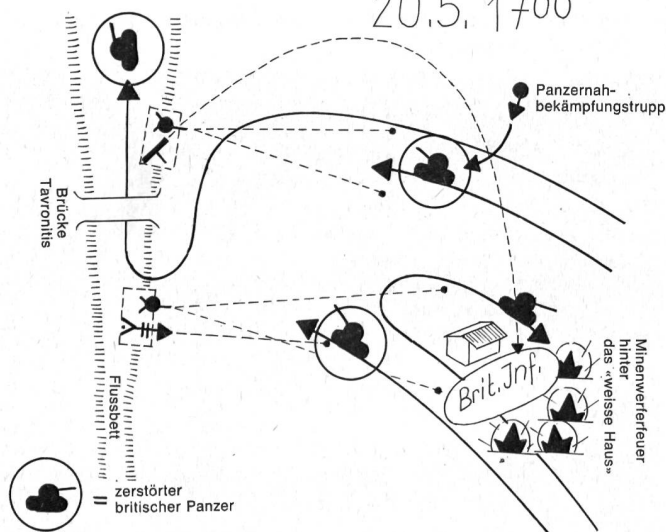 20.5. 17⁰⁰
Panzernah-
bekämpfungstrupp
Brücke
Tavronitis
Minenwerferfeuer
hinter
das «weisse Haus»
Brit. Jnf.
Flussbett
= zerstörter
britischer Panzer